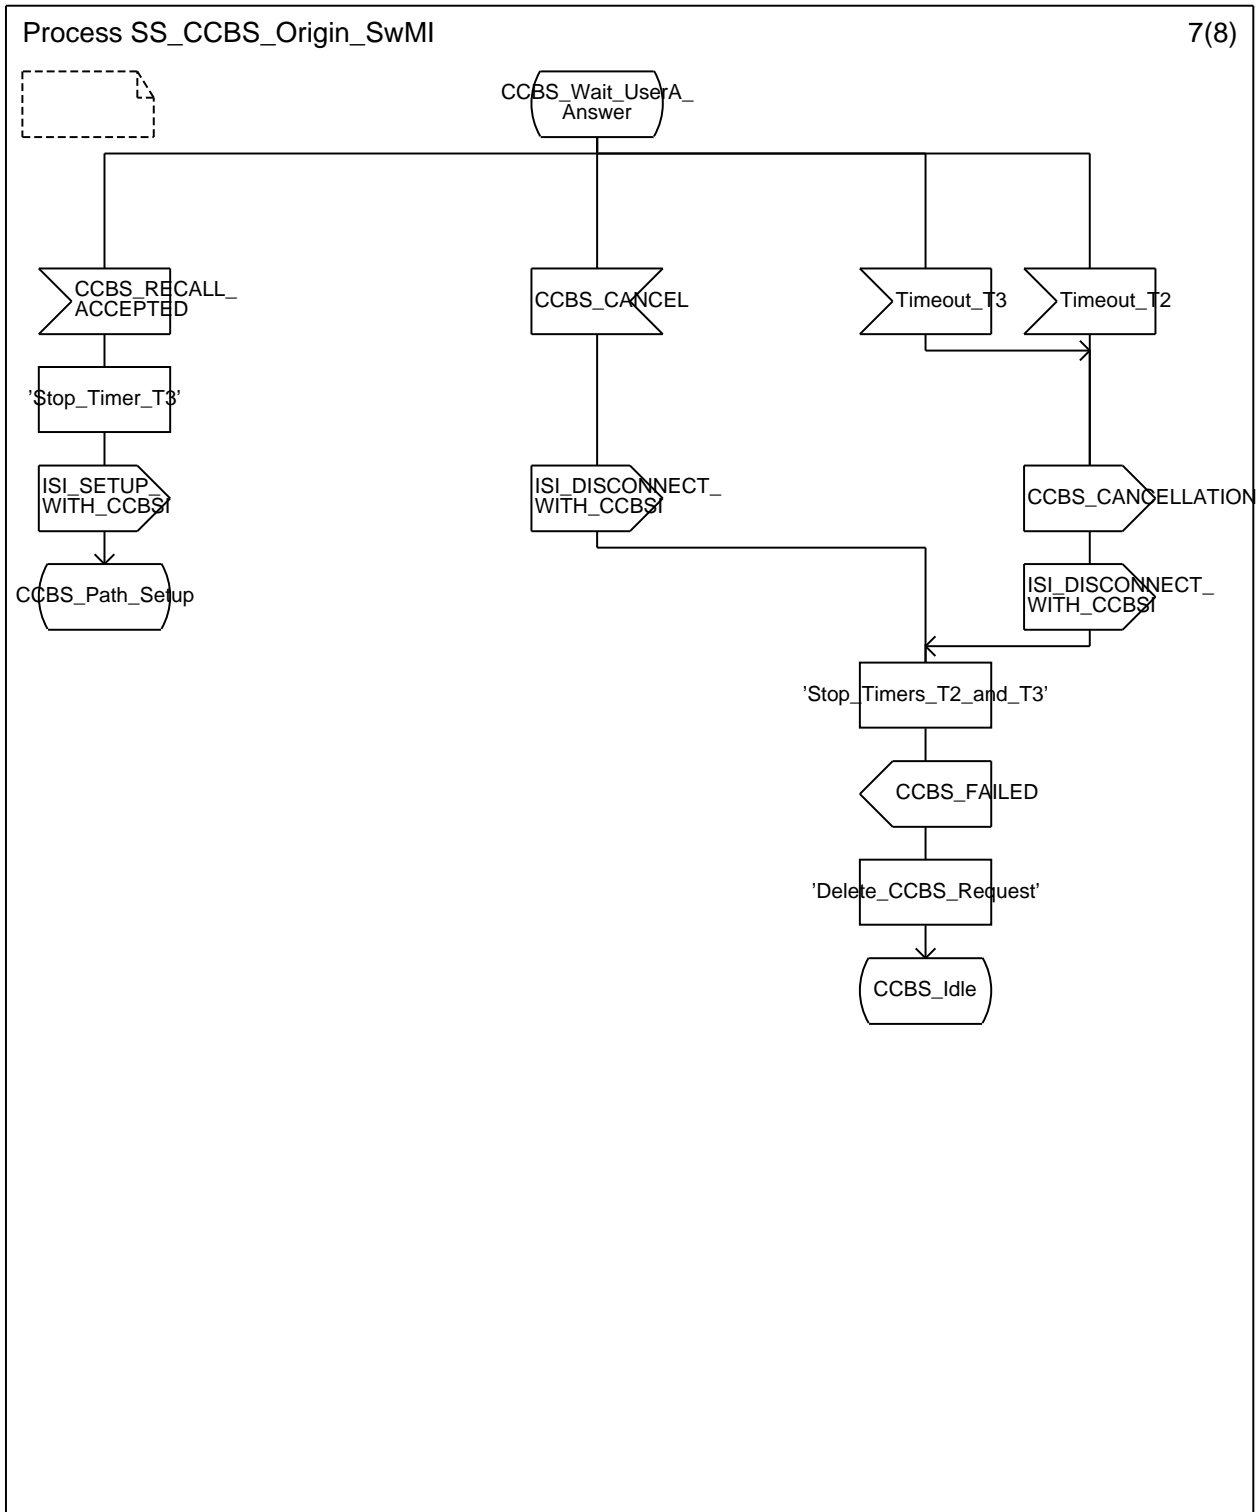 Process SS_CCBS_Origin_SwMI
7(8)
CCBS_Wait_UserA_
Answer
CCBS_RECALL_
ACCEPTED
CCBS_CANCEL
Timeout_T3
Timeout_T2
’Stop_Timer_T3’
ISI_SETUP_
WITH_CCBSI
ISI_DISCONNECT_
WITH_CCBSI
CCBS_CANCELLATION
CCBS_Path_Setup
ISI_DISCONNECT_
WITH_CCBSI
’Stop_Timers_T2_and_T3’
CCBS_FAILED
’Delete_CCBS_Request’
CCBS_Idle